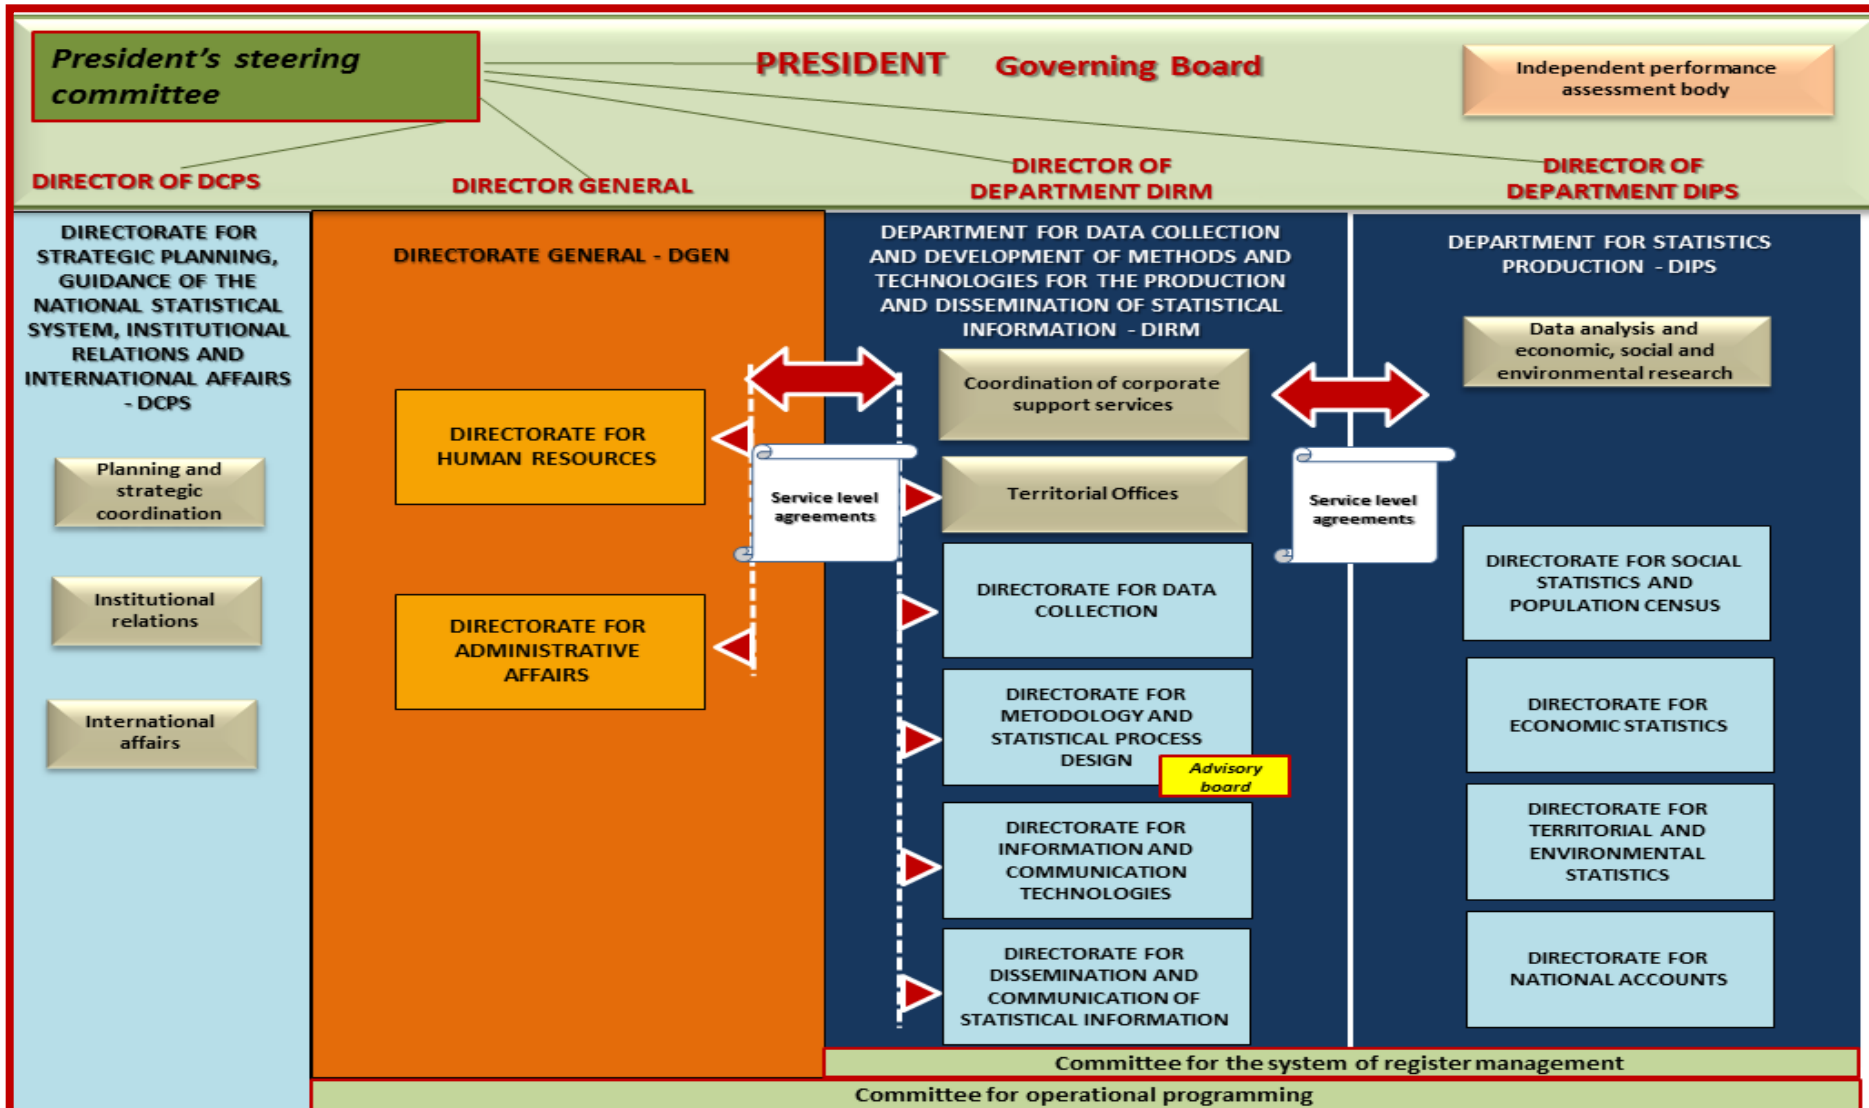 President's steering
committee
PRESIDENT
Governing Board
Independent performance
assessment body
DIRECTOR OF DCPS
DIRECTOR GENERAL
DIRECTOR OF
DEPARTMENT DIRM
DIRECTOR OF
DEPARTMENT DIPS
DIRECTORATE FOR
STRATEGIC PLANNING,
GUIDANCE OF THE
NATIONAL STATISTICAL
SYSTEM, INSTITUTIONAL
RELATIONS AND
INTERNATIONAL AFFAIRS
- DCPS
Planning and
strategic
coordination
Institutional
relations
International
affairs
DIRECTORATE GENERAL - DGEN
DIRECTORATE FOR
HUMAN RESOURCES
DIRECTORATE FOR
ADMINISTRATIVE
AFFAIRS
Service level
agreements
DEPARTMENT FOR DATA COLLECTION
AND DEVELOPMENT OF METHODS AND
TECHNOLOGIES FOR THE PRODUCTION
AND DISSEMINATION OF STATISTICAL
INFORMATION - DIRM
Coordination of corporate
support services
Territorial Offices
DIRECTORATE FOR DATA
COLLECTION
DIRECTORATE FOR
METODOLOGY AND
STATISTICAL PROCESS
DESIGN
Advisory
board
DIRECTORATE FOR
INFORMATION AND
COMMUNICATION
TECHNOLOGIES
DIRECTORATE FOR
DISSEMINATION AND
COMMUNICATION OF
STATISTICAL INFORMATION
Service level
agreements
DEPARTMENT FOR STATISTICS
PRODUCTION - DIPS
Data analysis and
economic, social and
environmental research
DIRECTORATE FOR SOCIAL
STATISTICS AND
POPULATION CENSUS
DIRECTORATE FOR
ECONOMIC STATISTICS
DIRECTORATE FOR
TERRITORIAL AND
ENVIRONMENTAL
STATISTICS
DIRECTORATE FOR
NATIONAL ACCOUNTS
Committee for the system of register management
Committee for operational programming